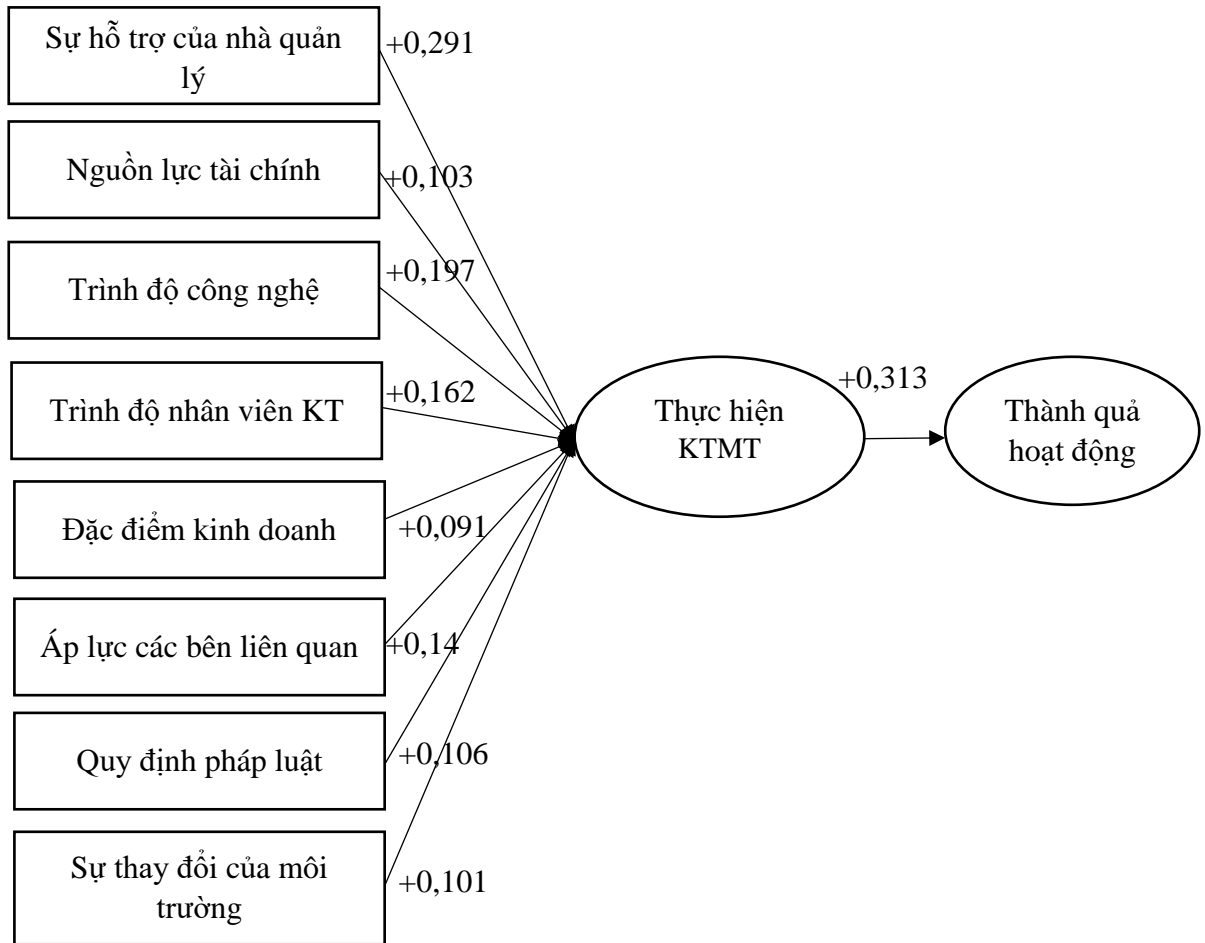 Sự hỗ trợ của nhà quản
lý
+0,291
Nguồn lực tài chính
+0,103
Trình độ công nghệ
+0,197
Trình độ nhân viên KT
+0,162
Đặc điểm kinh doanh
+0,091
Áp lực các bên liên quan
+0,14
Quy định pháp luật
+0,106
Sự thay đổi của môi
trường
+0,101
Thực hiện
KTMT
+0,313
Thành quả
hoạt động